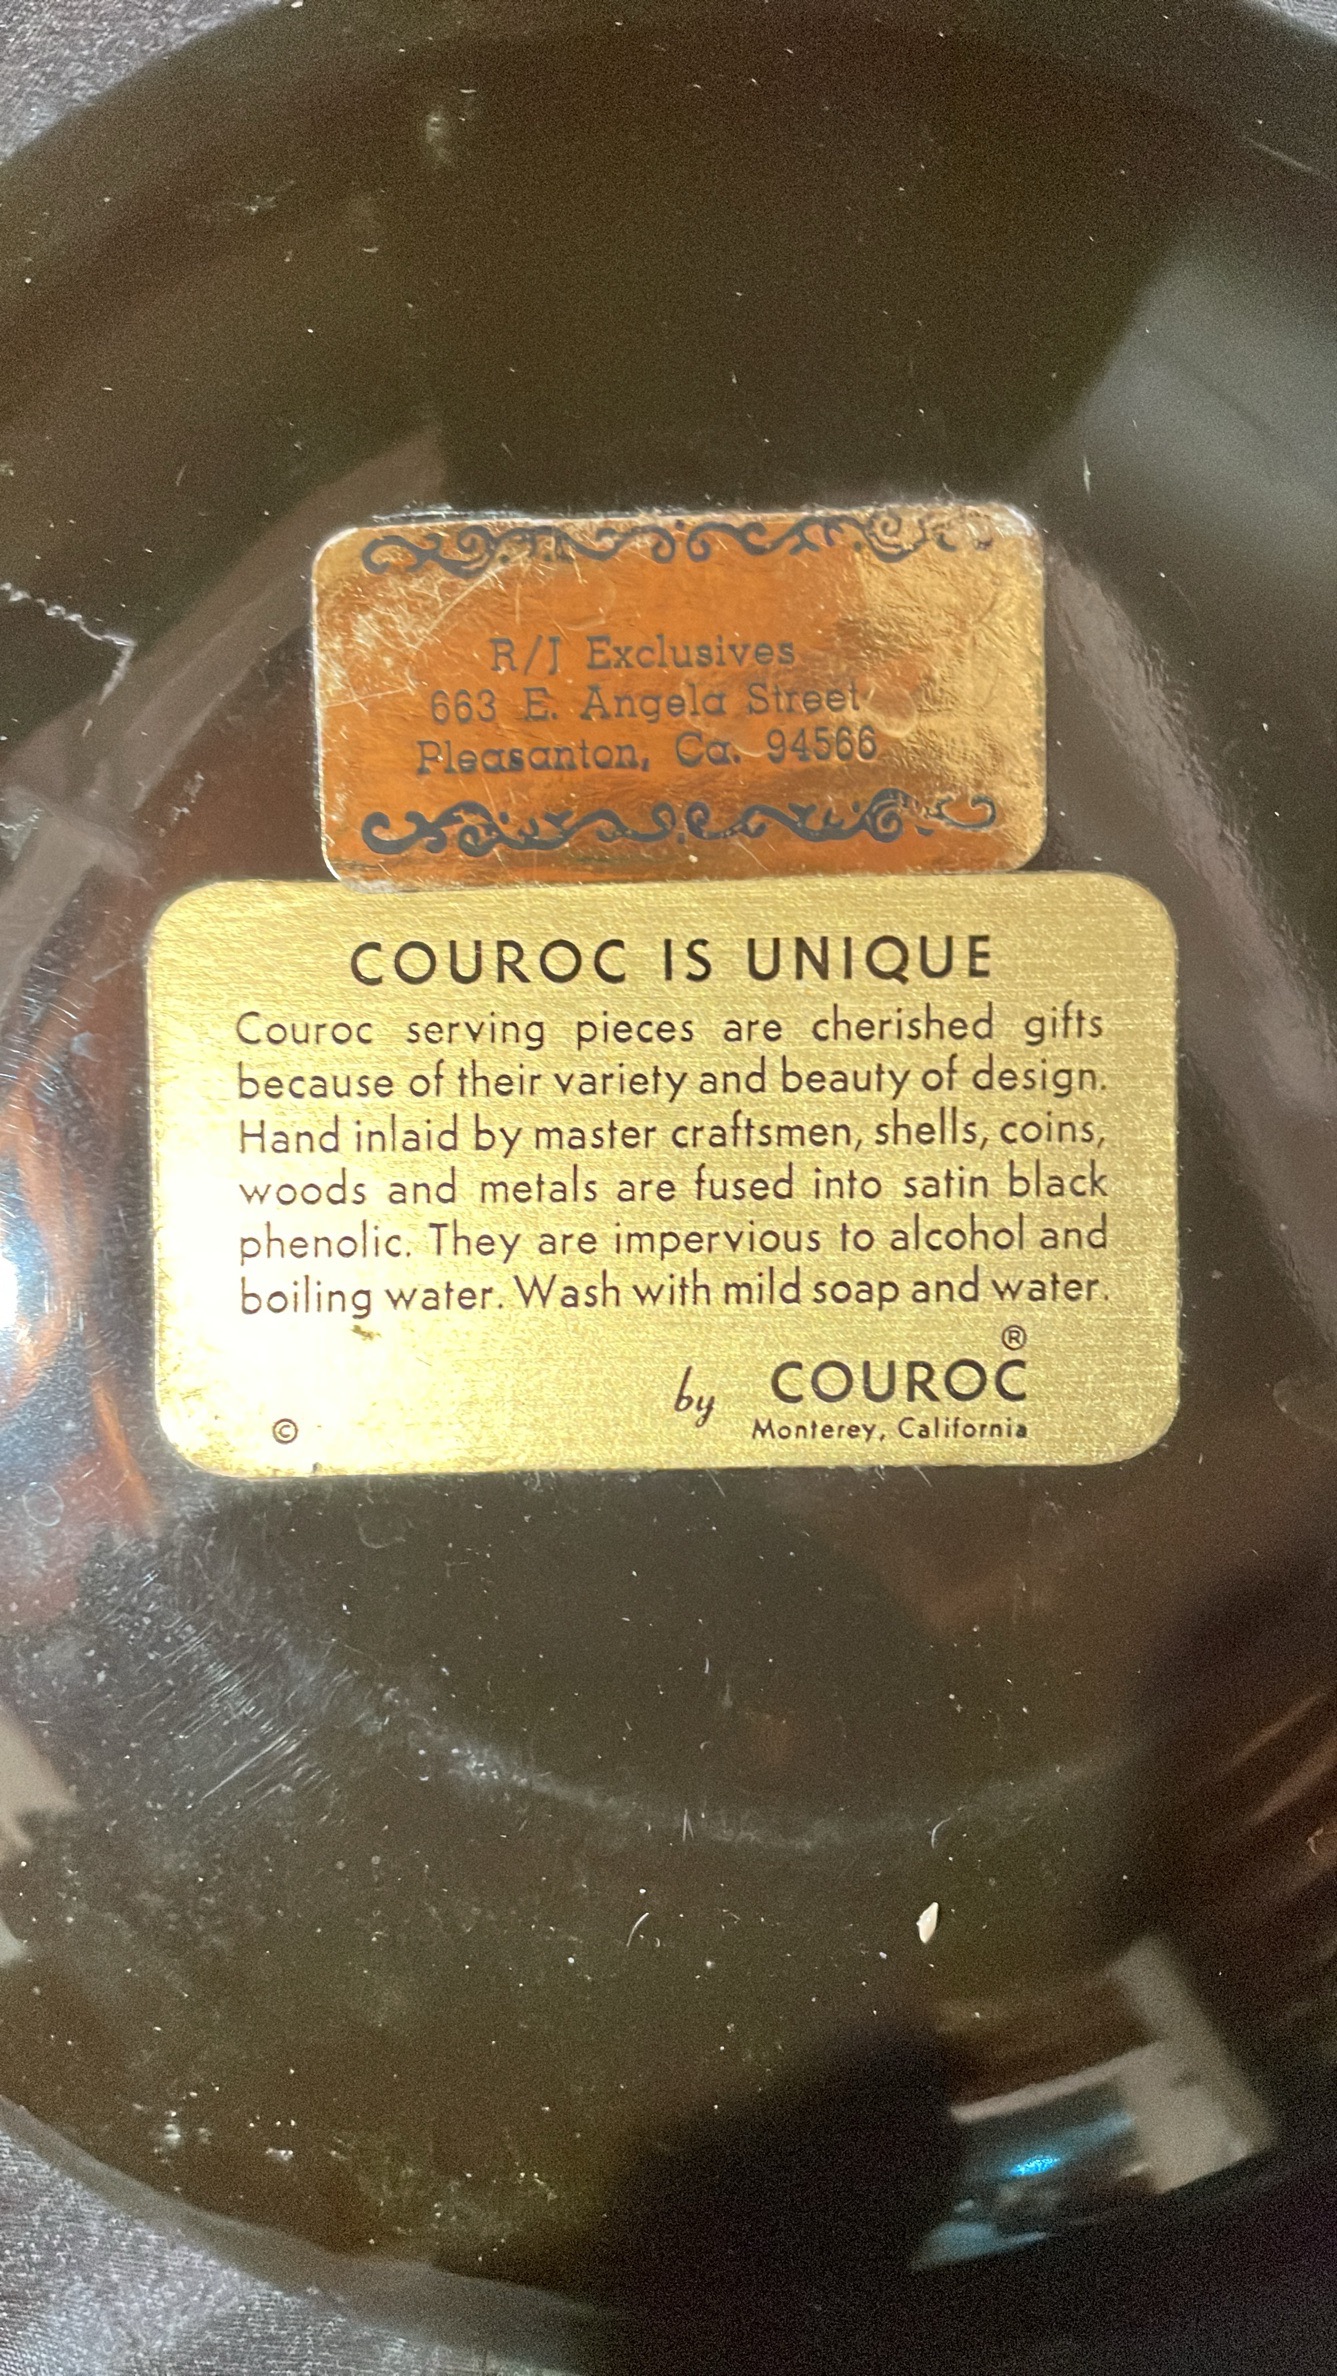 R/J Exclusives
663 E. Angela Street
Pleasanton, Ca. 94566
COUROC IS UNIQUE
Couroc serving pieces are cherished gifts
because of their variety and beauty of design.
Hand inlaid by master craftsmen, shells, coins,
woods and metals are fused into satin black
phenolic. They are impervious to alcohol and
boiling water. Wash with mild soap and water.
®
by COUROC
© Monterey, California